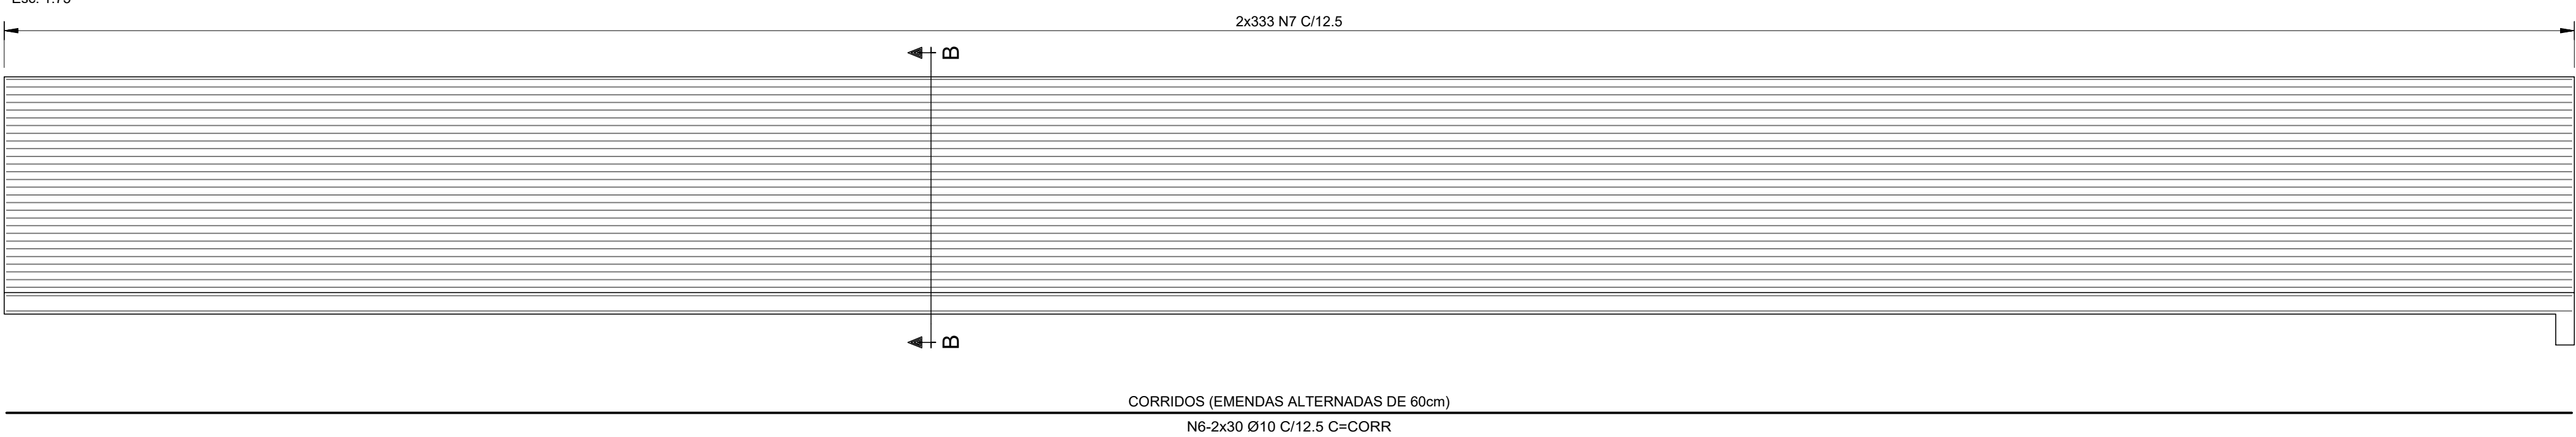 2x333 N7 C/12.5
B
B
CORRIDOS (EMENDAS ALTERNADAS DE 60cm)
N6-2x30 Ø10 C/12.5 C=CORR